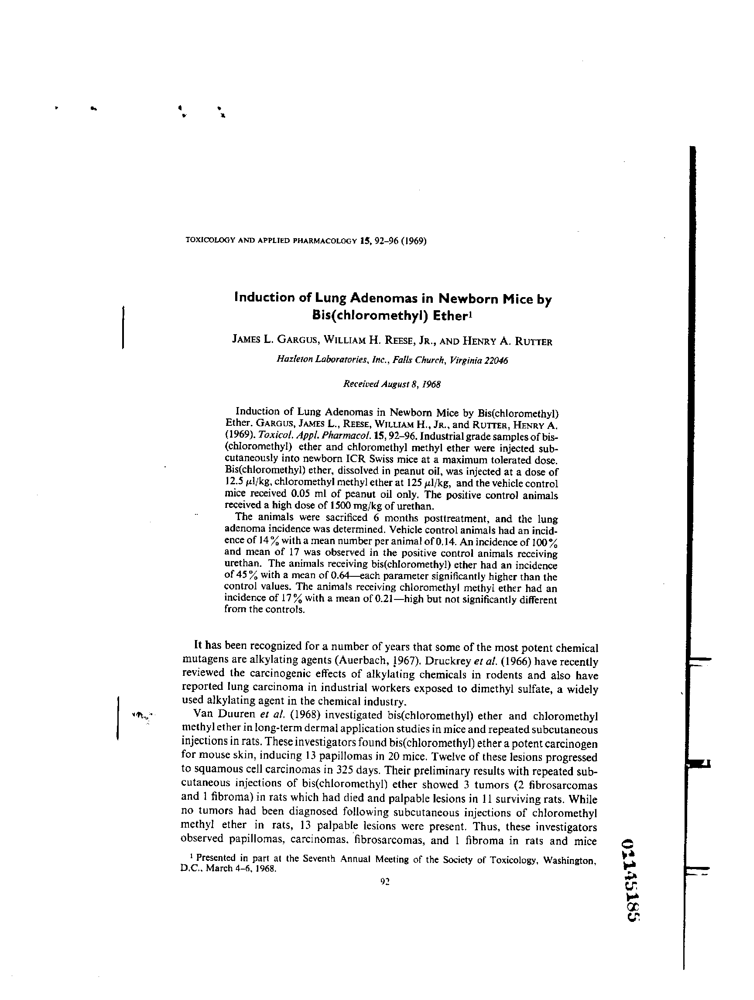 TOXICOLOGY AND APPLIED PHARMACOLOGY 15, 92–96 (1969)
Induction of Lung Adenomas in Newborn Mice by
Bis(chloromethyl) Ether¹
JAMES L. GARGUS, WILLIAM H. REESE, JR., AND HENRY A. RUTTER
Hazleton Laboratories, Inc., Falls Church, Virginia 22046
Received August 8, 1968
Induction of Lung Adenomas in Newborn Mice by Bis(chloromethyl)
Ether. GARGUS, JAMES L., REESE, WILLIAM H., JR., and RUTTER, HENRY A.
(1969). Toxicol. Appl. Pharmacol. 15, 92–96. Industrial grade samples of bis-
(chloromethyl) ether and chloromethyl methyl ether were injected sub-
cutaneously into newborn ICR Swiss mice at a maximum tolerated dose.
Bis(chloromethyl) ether, dissolved in peanut oil, was injected at a dose of
12.5 μl/kg, chloromethyl methyl ether at 125 μl/kg, and the vehicle control
mice received 0.05 ml of peanut oil only. The positive control animals
received a high dose of 1500 mg/kg of urethan.
The animals were sacrificed 6 months posttreatment, and the lung
adenoma incidence was determined. Vehicle control animals had an incid-
ence of 14% with a mean number per animal of 0.14. An incidence of 100%
and mean of 17 was observed in the positive control animals receiving
urethan. The animals receiving bis(chloromethyl) ether had an incidence
of 45% with a mean of 0.64—each parameter significantly higher than the
control values. The animals receiving chloromethyl methyl ether had an
incidence of 17% with a mean of 0.21—high but not significantly different
from the controls.
It has been recognized for a number of years that some of the most potent chemical
mutagens are alkylating agents (Auerbach, 1967). Druckrey et al. (1966) have recently
reviewed the carcinogenic effects of alkylating chemicals in rodents and also have
reported lung carcinoma in industrial workers exposed to dimethyl sulfate, a widely
used alkylating agent in the chemical industry.
Van Duuren et al. (1968) investigated bis(chloromethyl) ether and chloromethyl
methyl ether in long-term dermal application studies in mice and repeated subcutaneous
injections in rats. These investigators found bis(chloromethyl) ether a potent carcinogen
for mouse skin, inducing 13 papillomas in 20 mice. Twelve of these lesions progressed
to squamous cell carcinomas in 325 days. Their preliminary results with repeated sub-
cutaneous injections of bis(chloromethyl) ether showed 3 tumors (2 fibrosarcomas
and 1 fibroma) in rats which had died and palpable lesions in 11 surviving rats. While
no tumors had been diagnosed following subcutaneous injections of chloromethyl
methyl ether in rats, 13 palpable lesions were present. Thus, these investigators
observed papillomas, carcinomas, fibrosarcomas, and 1 fibroma in rats and mice
¹ Presented in part at the Seventh Annual Meeting of the Society of Toxicology, Washington,
D.C., March 4–6, 1968.
92
01145185